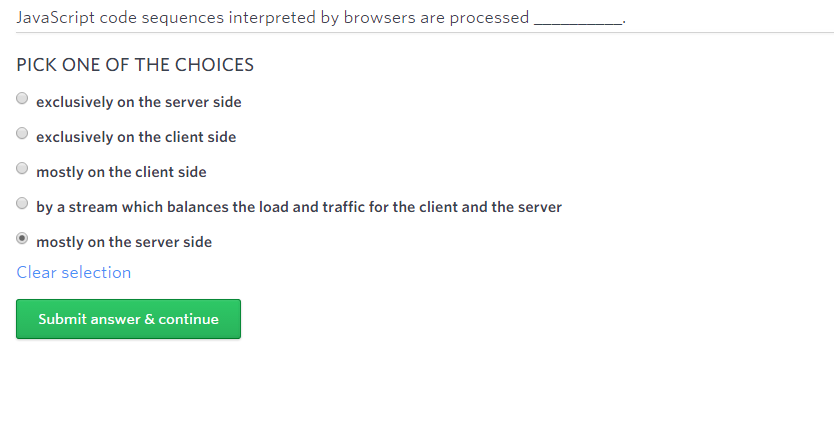 JavaScript code sequences interpreted by browsers are processed __________.
PICK ONE OF THE CHOICES
exclusively on the server side
exclusively on the client side
mostly on the client side
by a stream which balances the load and traffic for the client and the server
mostly on the server side
Clear selection
Submit answer & continue